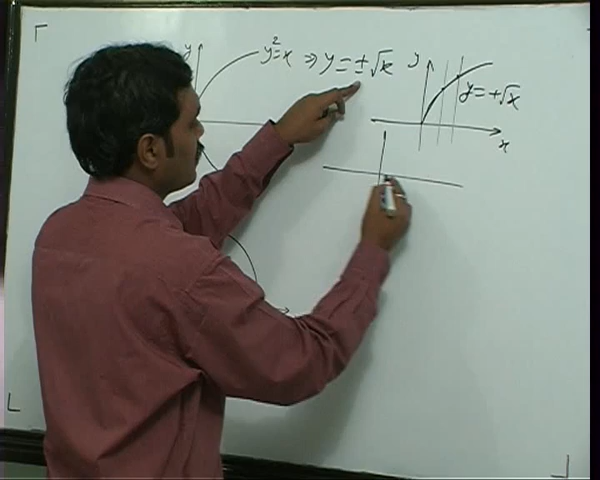 y
y²=x ⇒ y = ±√x
y
y = +√x
x